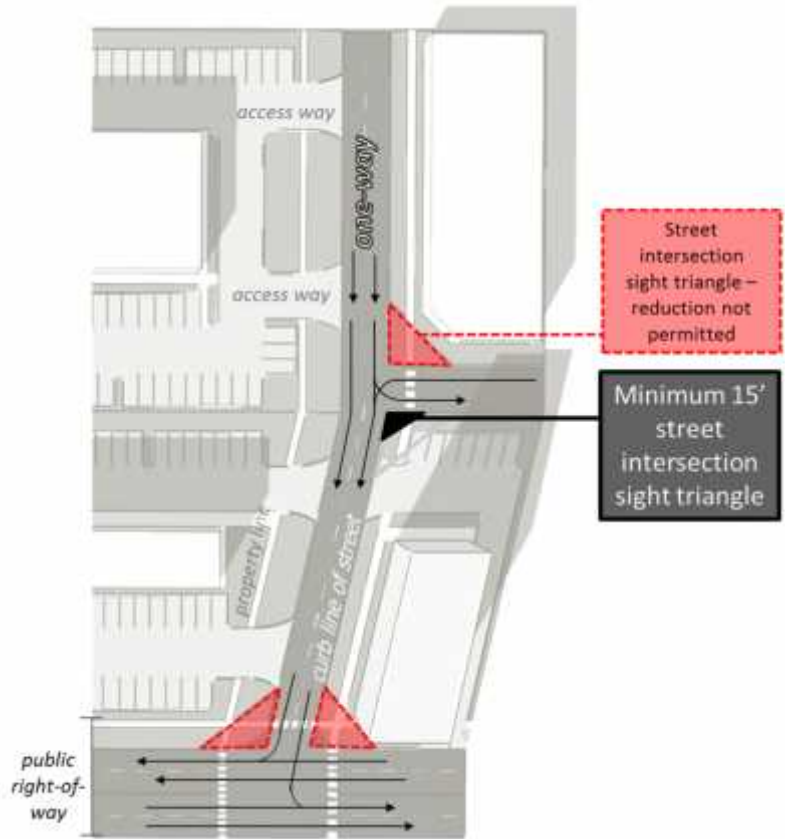 access way
one-way
access way
Street
intersection
sight triangle –
reduction not
permitted
Minimum 15’
street
intersection
sight triangle
property line
curb line of street
public
right-of-
way